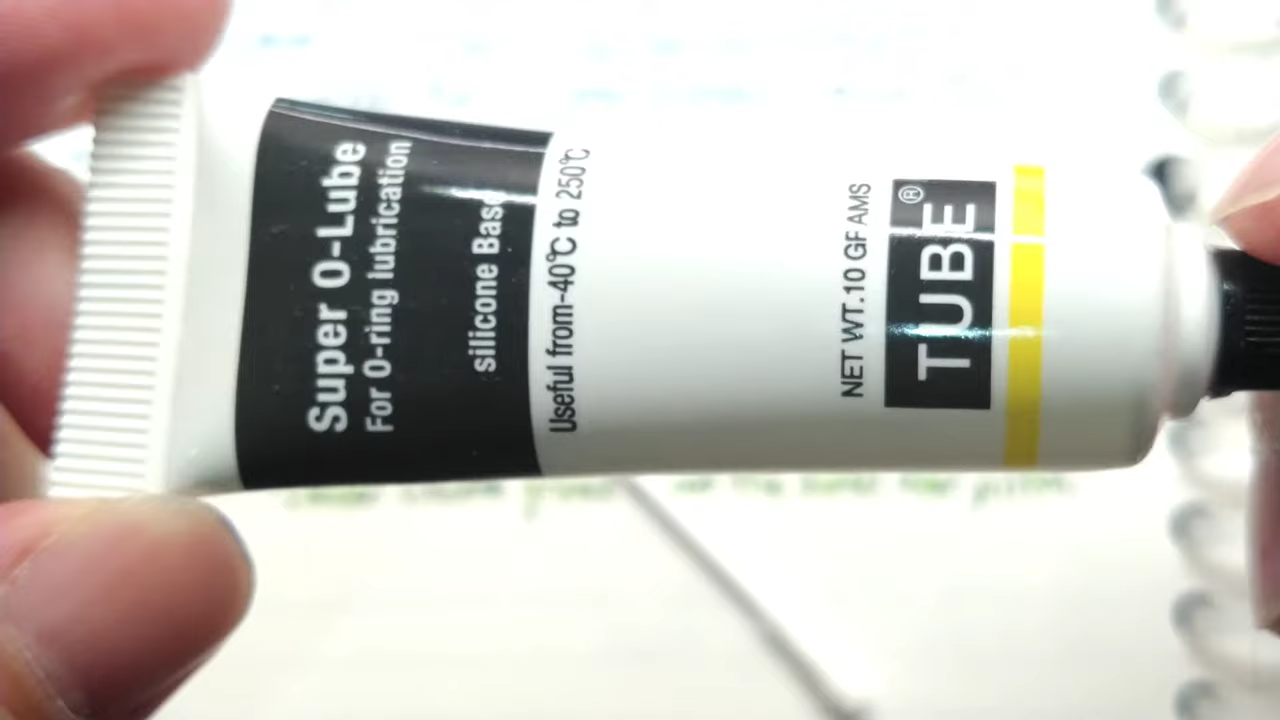 Super O-Lube
For O-ring lubrication
silicone Base
Useful from-40℃ to 250℃
NET WT.10 GF AMS
TUBE®